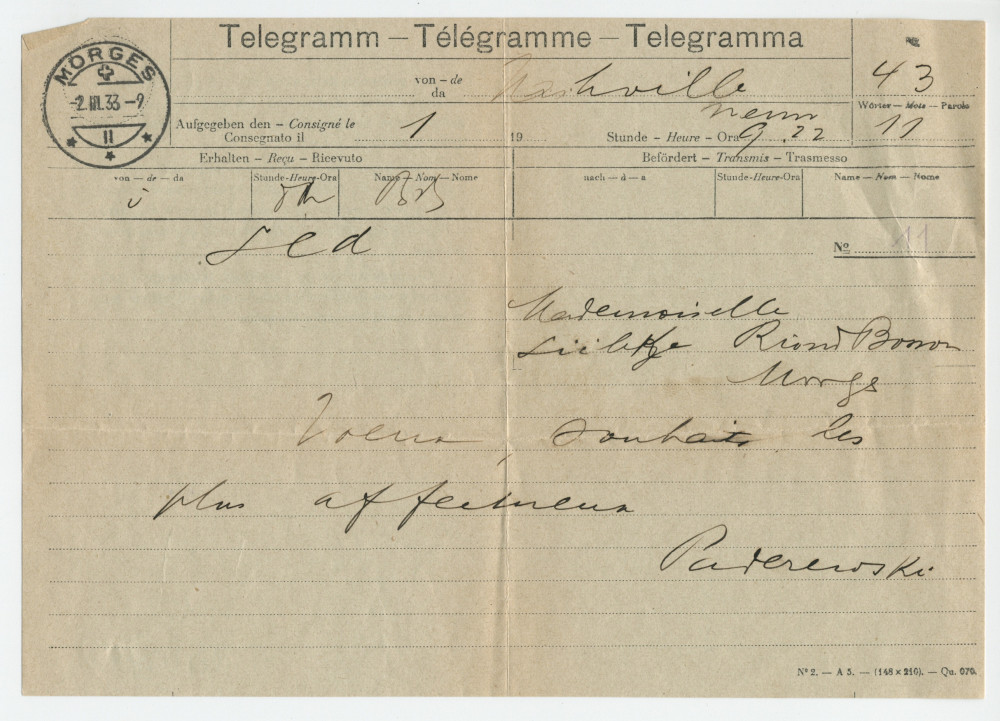 Telegramm — Télégramme — Telegramma
MORGES
-2.III.33-9
II
von – de
da
Nashville
43
Tenn
Wörter — Mots — Parole
11
Aufgegeben den – Consigné le
Consegnato il
1
19
Stunde – Heure – Ora
9.22
Erhalten – Reçu – Ricevuto
Befördert – Transmis – Trasmesso
von — de — da
Stunde-Heure-Ora
Name – Nom – Nome
nach — à — a
Stunde-Heure-Ora
Name — Nom — Nome
8h
N° 11
Mademoiselle
Riond Bosson
Morges
Voeux souhaits les
plus affectueux
Paderewski
N° 2. — A 5. — (148 × 210). — Qu. 070.